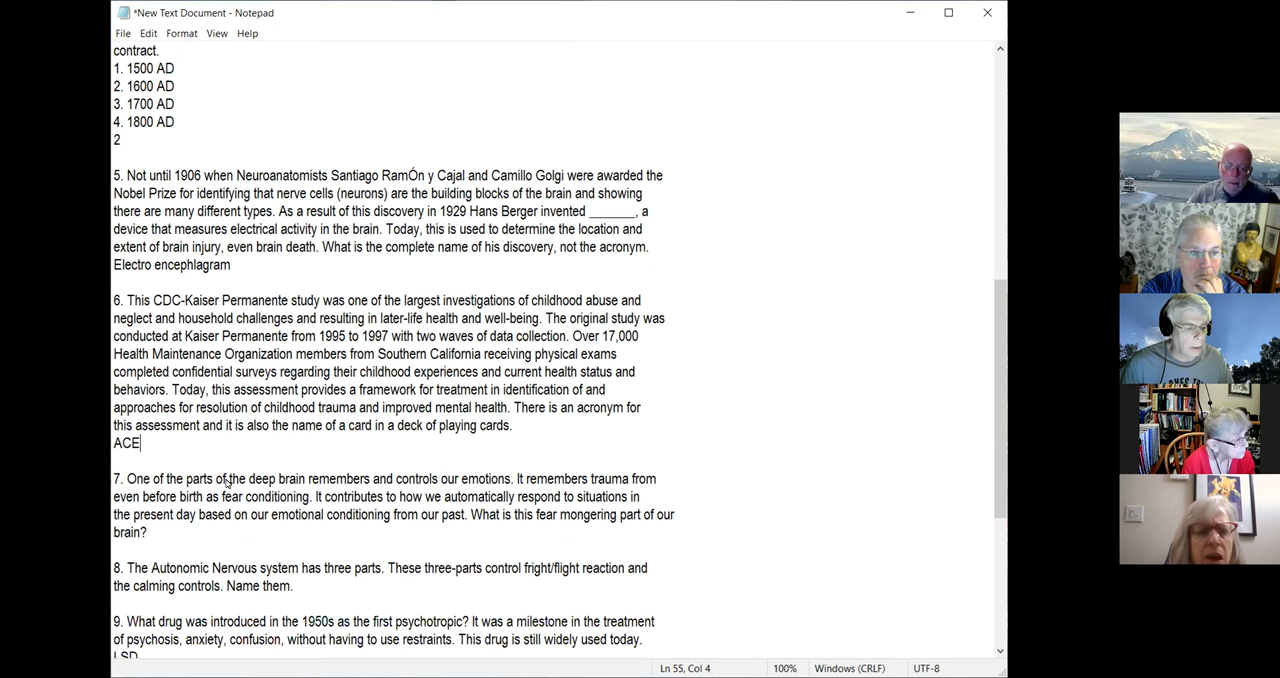 *New Text Document - Notepad
File Edit Format View Help
contract.
1. 1500 AD
2. 1600 AD
3. 1700 AD
4. 1800 AD
2
5. Not until 1906 when Neuroanatomists Santiago RamÓn y Cajal and Camillo Golgi were awarded the
Nobel Prize for identifying that nerve cells (neurons) are the building blocks of the brain and showing
there are many different types. As a result of this discovery in 1929 Hans Berger invented _______, a
device that measures electrical activity in the brain. Today, this is used to determine the location and
extent of brain injury, even brain death. What is the complete name of his discovery, not the acronym.
Electro encephlagram
6. This CDC-Kaiser Permanente study was one of the largest investigations of childhood abuse and
neglect and household challenges and resulting in later-life health and well-being. The original study was
conducted at Kaiser Permanente from 1995 to 1997 with two waves of data collection. Over 17,000
Health Maintenance Organization members from Southern California receiving physical exams
completed confidential surveys regarding their childhood experiences and current health status and
behaviors. Today, this assessment provides a framework for treatment in identification of and
approaches for resolution of childhood trauma and improved mental health. There is an acronym for
this assessment and it is also the name of a card in a deck of playing cards.
ACE
7. One of the parts of the deep brain remembers and controls our emotions. It remembers trauma from
even before birth as fear conditioning. It contributes to how we automatically respond to situations in
the present day based on our emotional conditioning from our past. What is this fear mongering part of our
brain?
8. The Autonomic Nervous system has three parts. These three-parts control fright/flight reaction and
the calming controls. Name them.
9. What drug was introduced in the 1950s as the first psychotropic? It was a milestone in the treatment
of psychosis, anxiety, confusion, without having to use restraints. This drug is still widely used today.
LSD
Ln 55, Col 4 100% Windows (CRLF) UTF-8